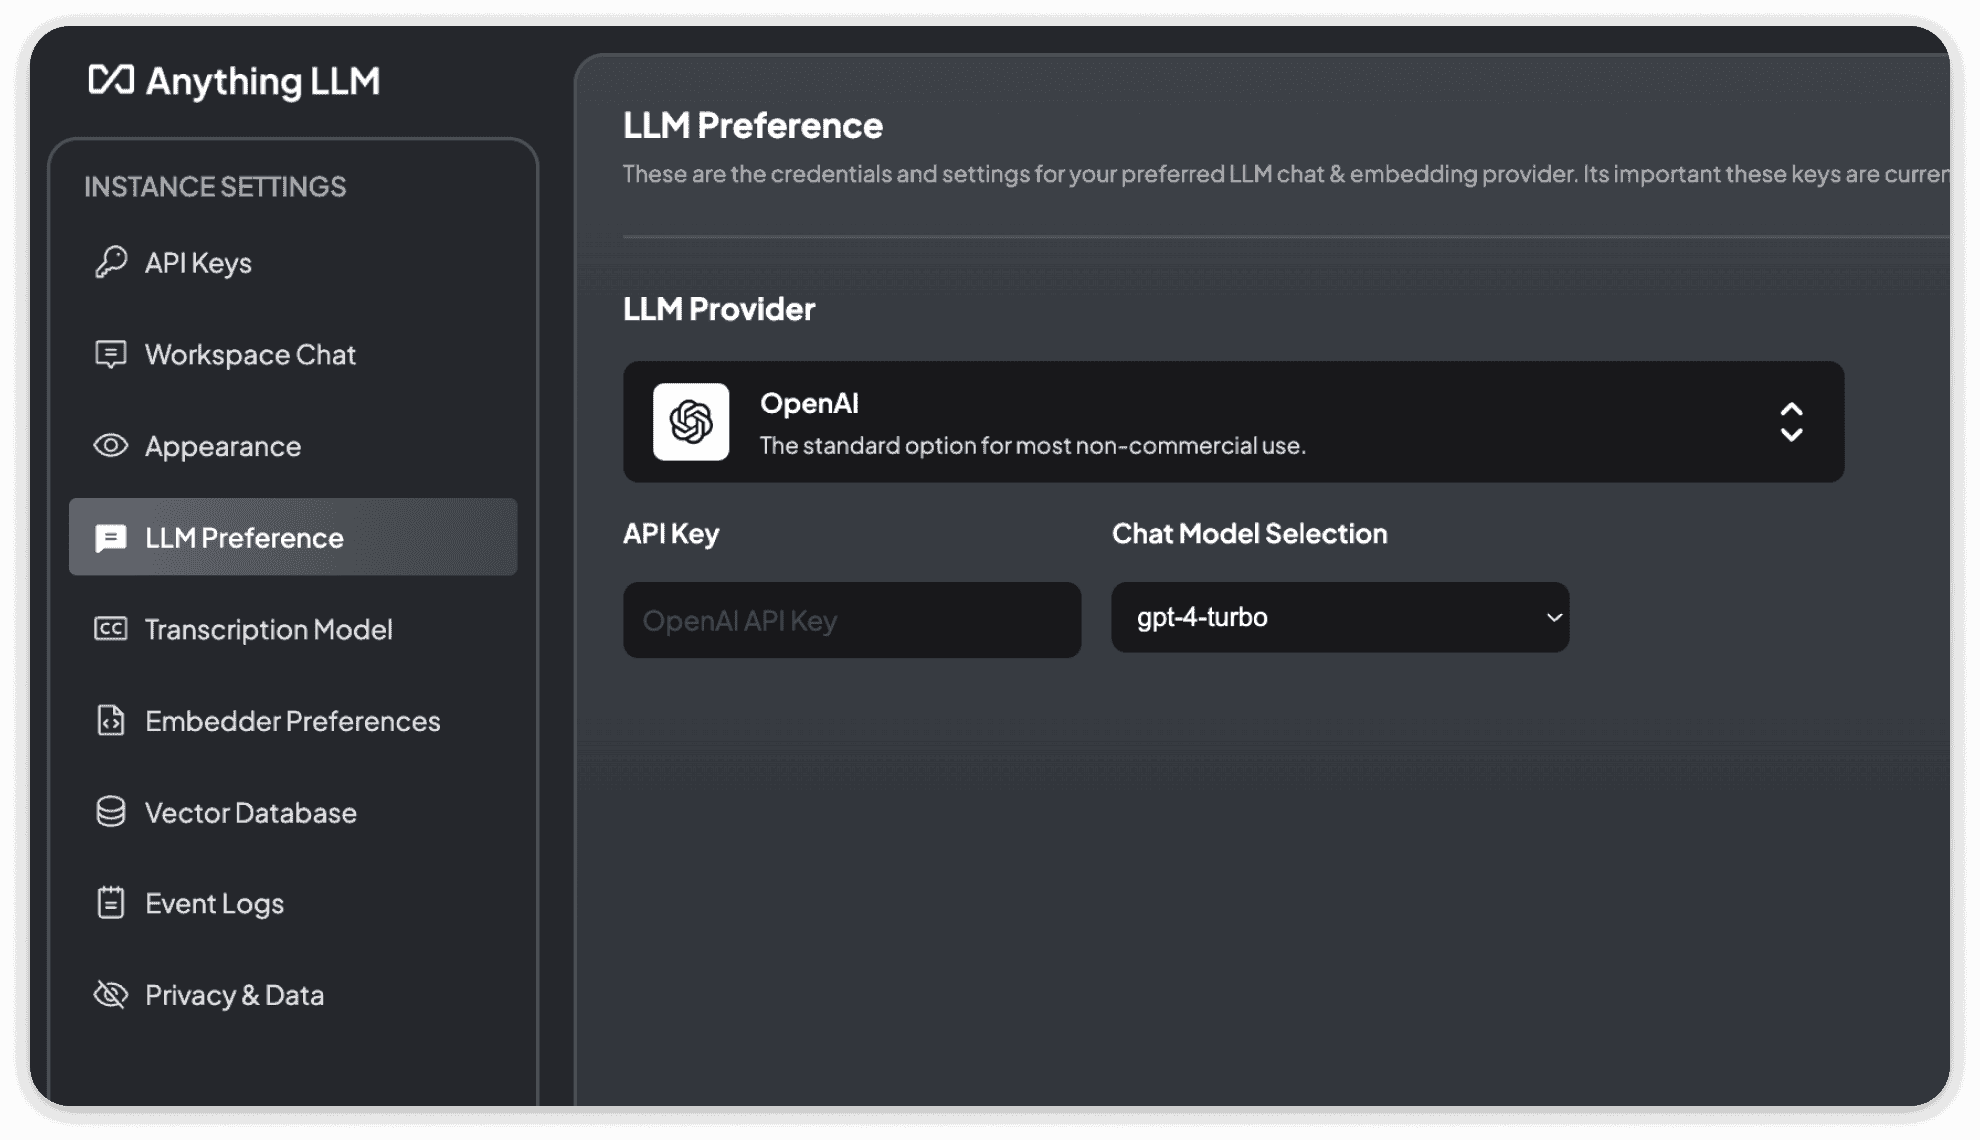 Anything LLM
INSTANCE SETTINGS
API Keys
Workspace Chat
Appearance
LLM Preference
Transcription Model
CC
Embedder Preferences
Vector Database
Event Logs
Privacy & Data
LLM Preference
These are the credentials and settings for your preferred LLM chat & embedding provider. Its important these keys are curren
LLM Provider
OpenAI
The standard option for most non-commercial use.
API Key
OpenAI API Key
Chat Model Selection
gpt-4-turbo